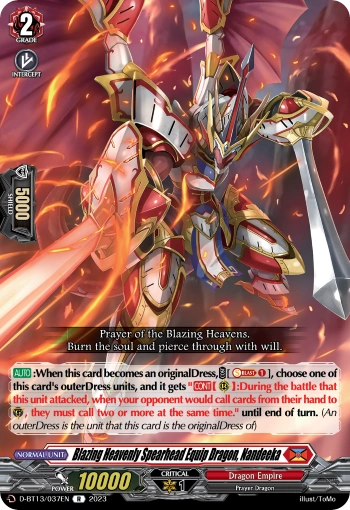 2
GRADE
INTERCEPT
5000
SHIELD
Prayer of the Blazing Heavens.
Burn the soul and pierce through with will.
AUTO:When this card becomes an originalDress, [SOUL BLAST 1], choose one of
this card's outerDress units, and it gets "CONT [ ]:During the battle that
this unit attacked, when your opponent would call cards from their hand to
, they must call two or more at the same time." until end of turn. (An
outerDress is the unit that this card is the originalDress of)
NORMAL UNIT
Blazing Heavenly Spearhead Equip Dragon, Nandeeka
POWER 10000
CRITICAL
1
Dragon Empire
Prayer Dragon
D-BT13/037EN R 2023
illust/ToMo